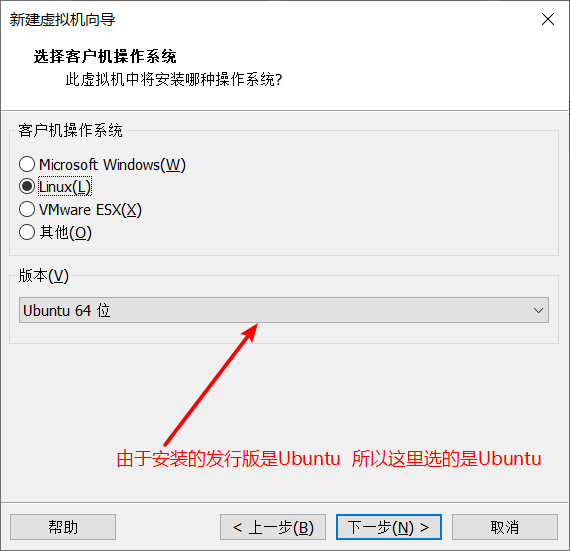 新建虚拟机向导
选择客户机操作系统
此虚拟机中将安装哪种操作系统?
客户机操作系统
Microsoft Windows(W)
Linux(L)
VMware ESX(X)
其他(O)
版本(V)
Ubuntu 64 位
由于安装的发行版是Ubuntu 所以这里选的是Ubuntu
帮助
< 上一步(B)
下一步(N) >
取消